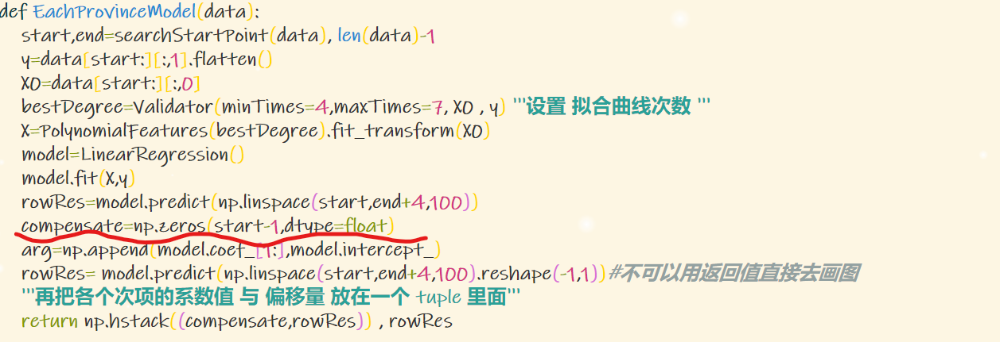 def EachProvinceModel(data):
start,end=searchStartPoint(data), len(data)-1
y=data[start:][:,1].flatten()
X0=data[start:][:,0]
bestDegree=Validator(minTimes=4,maxTimes=7, X0 , y) '''设置 拟合曲线次数 '''
X=PolynomialFeatures(bestDegree).fit_transform(X0)
model=LinearRegression()
model.fit(X,y)
rowRes=model.predict(np.linspace(start,end+4,100))
compensate=np.zeros(start-1,dtype=float)
arg=np.append(model.coef_[1:],model.intercept_)
rowRes= model.predict(np.linspace(start,end+4,100).reshape(-1,1))#不可以用返回值直接去画图
'''再把各个次项的系数值 与 偏移量 放在一个 tuple 里面'''
return np.hstack((compensate,rowRes)) , rowRes